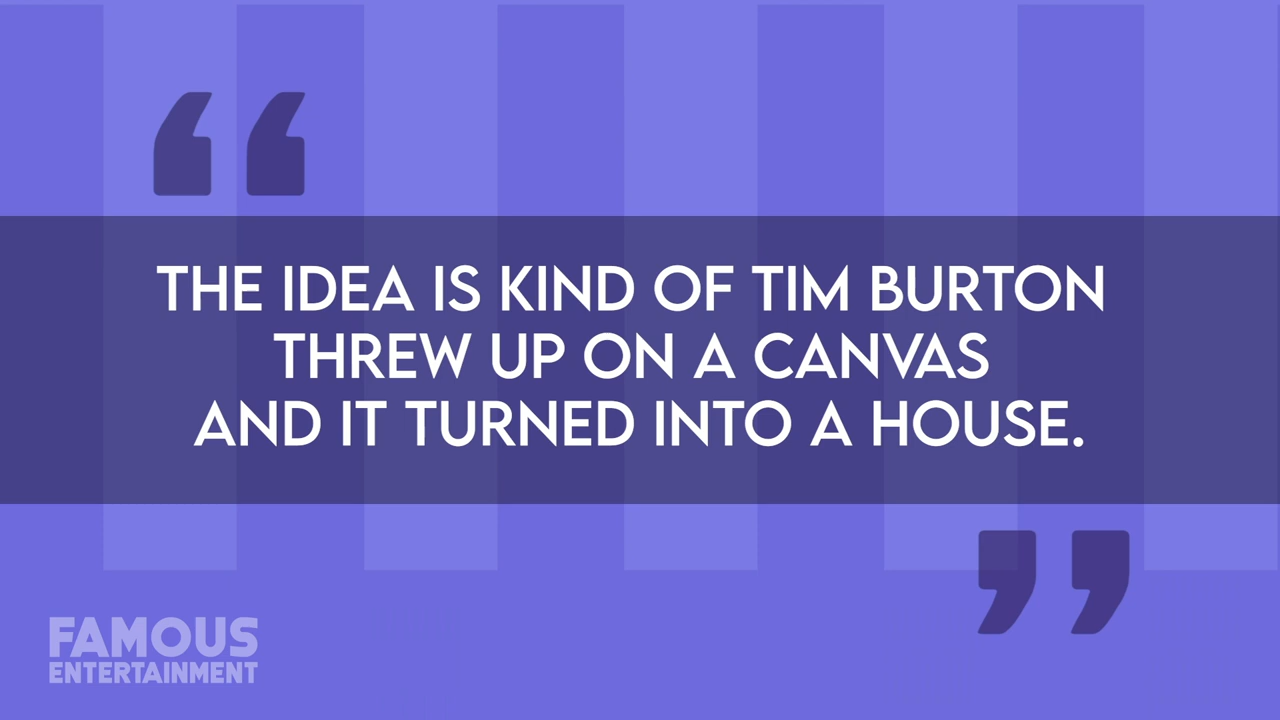 “
THE IDEA IS KIND OF TIM BURTON
THREW UP ON A CANVAS
AND IT TURNED INTO A HOUSE.
”
FAMOUS
ENTERTAINMENT